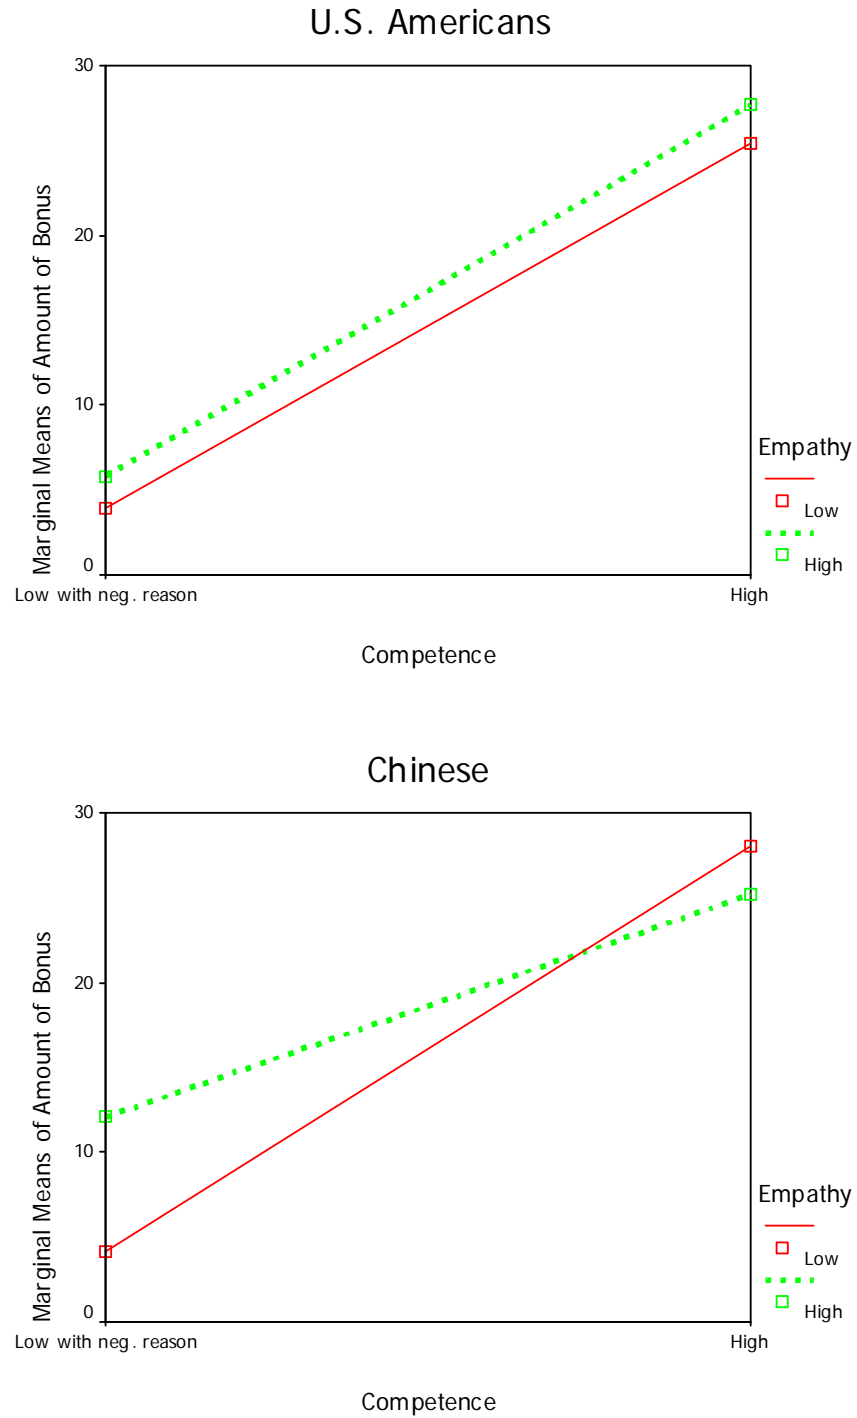 U.S. Americans
Marginal Means of Amount of Bonus
30
20
10
0
Low with neg. reason
High
Competence
Empathy
Low
High
Chinese
Marginal Means of Amount of Bonus
30
20
10
0
Low with neg. reason
High
Competence
Empathy
Low
High